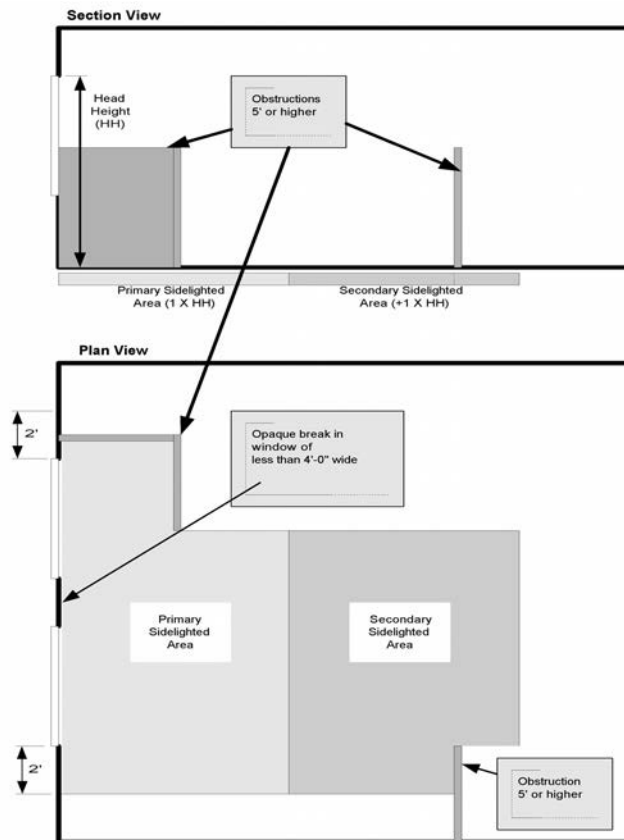 Section View
Head
Height
(HH)
Obstructions
5' or higher
Primary Sidelighted
Area (1 X HH)
Secondary Sidelighted
Area (+1 X HH)
Plan View
2'
Opaque break in
window of
less than 4'-0" wide
Primary
Sidelighted
Area
Secondary
Sidelighted
Area
2'
Obstruction
5' or higher